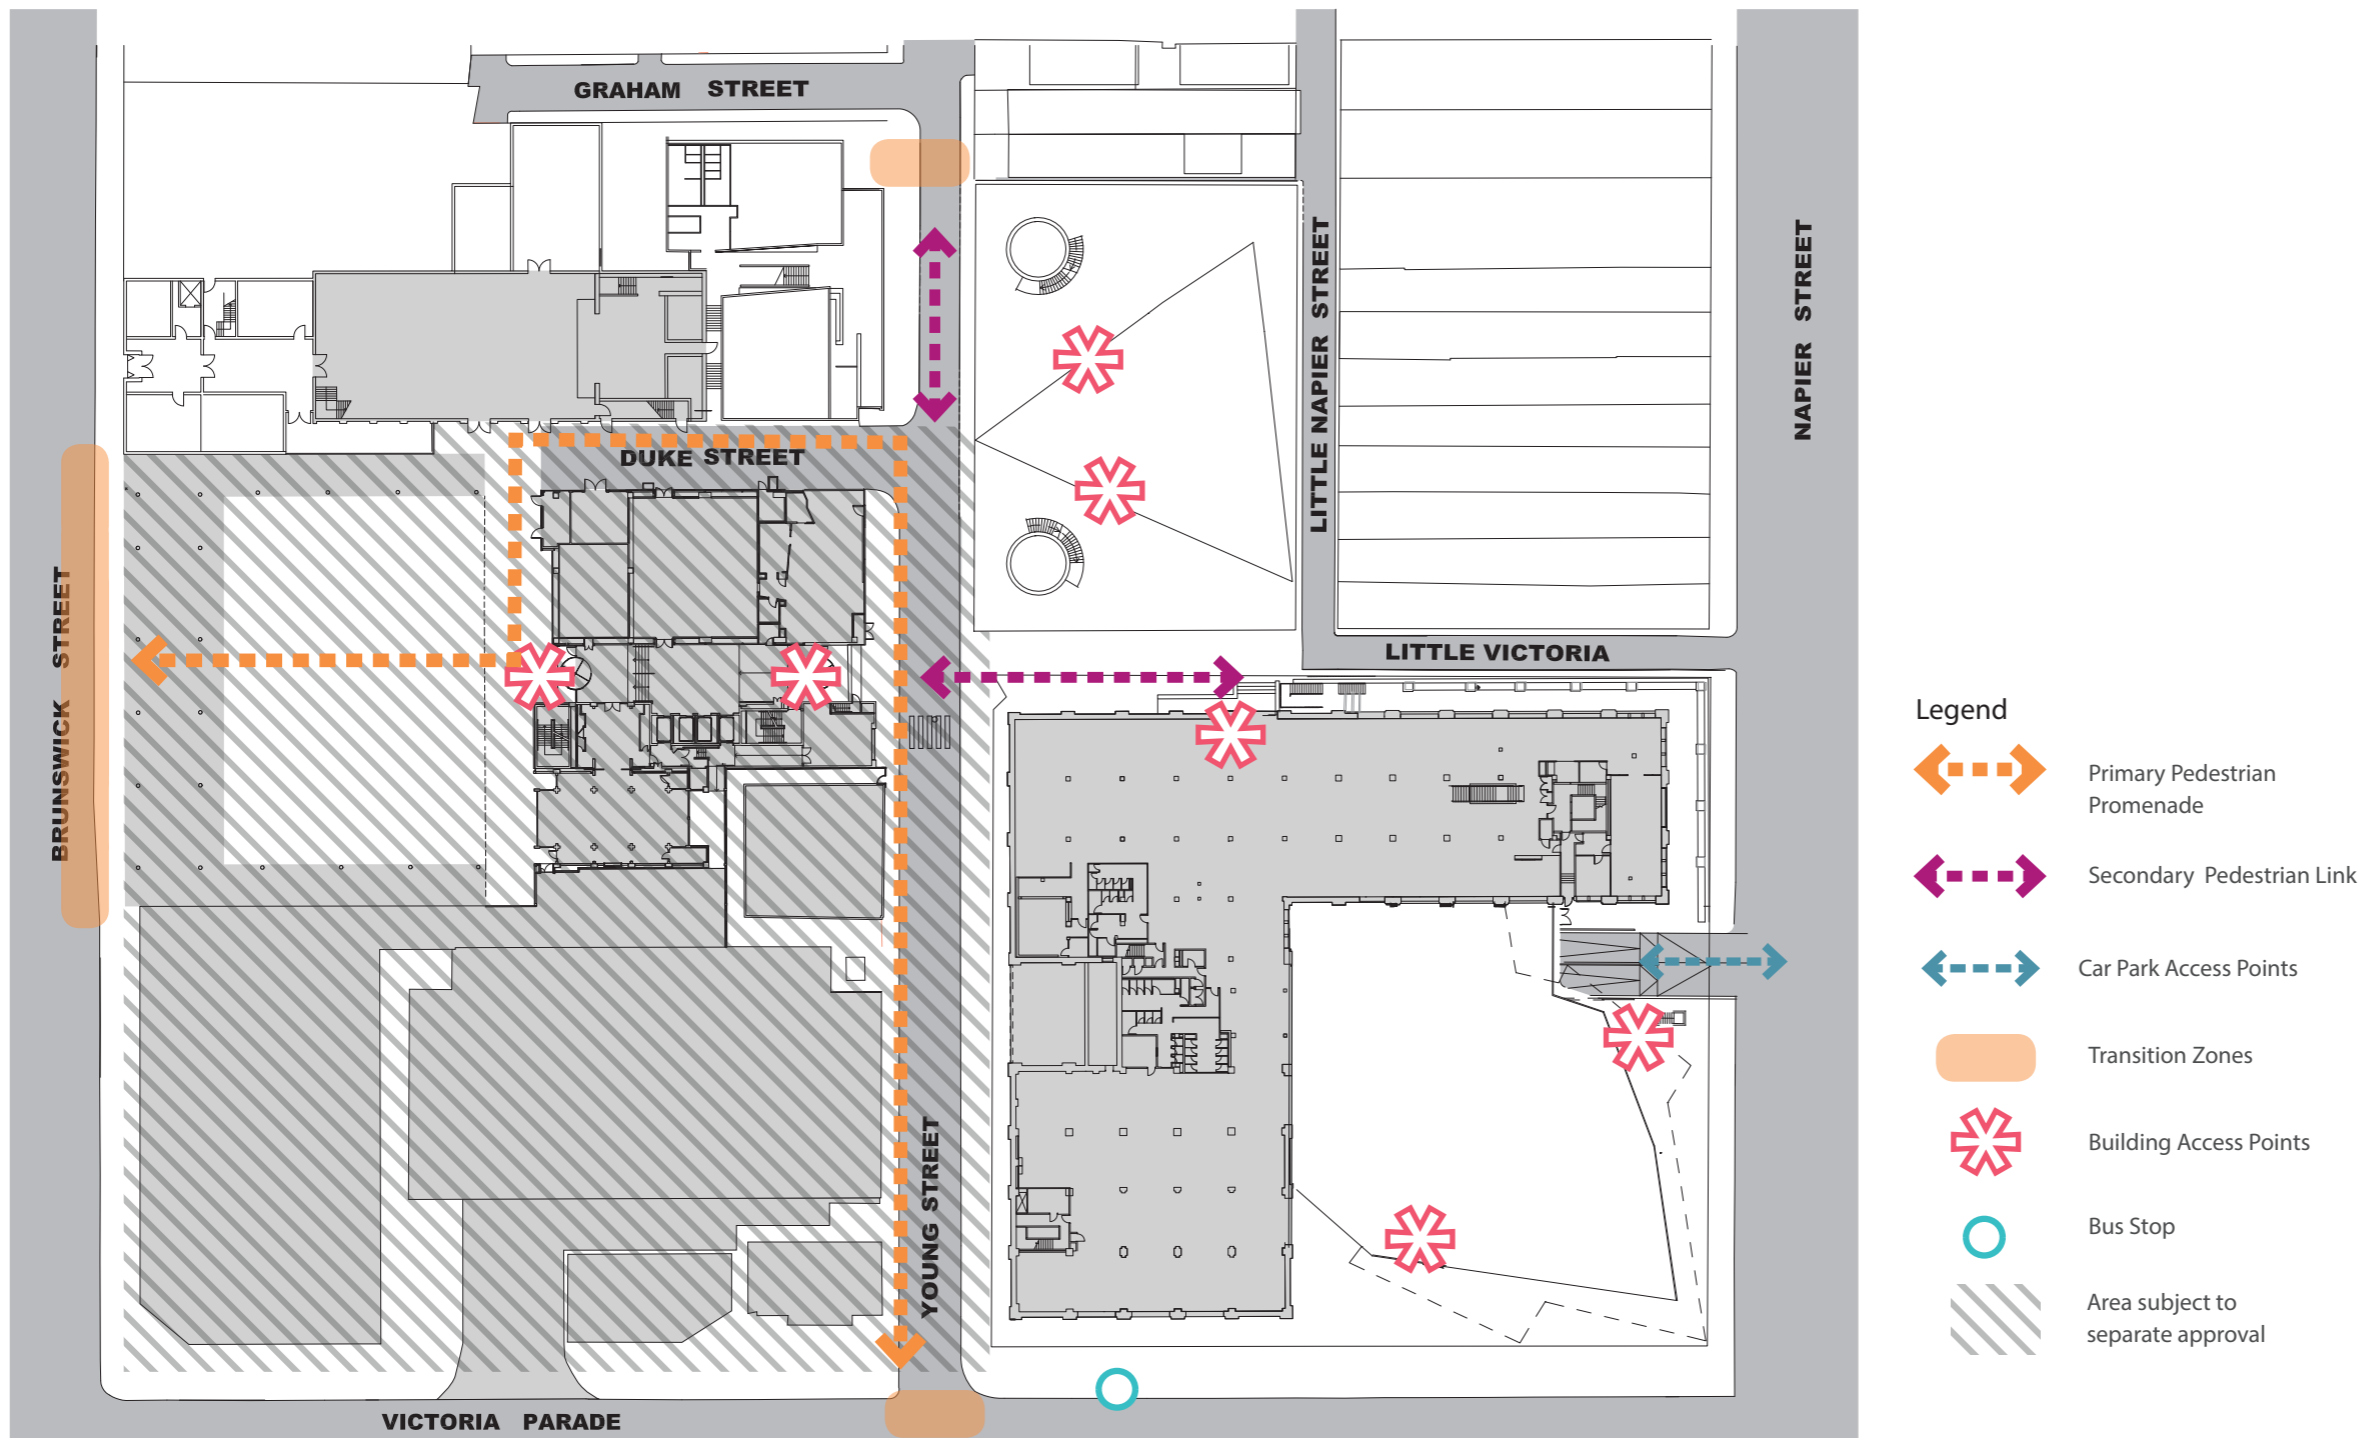 GRAHAM STREET
DUKE STREET
BRUNSWICK STREET
LITTLE NAPIER STREET
NAPIER STREET
LITTLE VICTORIA
YOUNG STREET
VICTORIA PARADE
Legend
Primary Pedestrian
Promenade
Secondary Pedestrian Link
Car Park Access Points
Transition Zones
Building Access Points
Bus Stop
Area subject to
separate approval